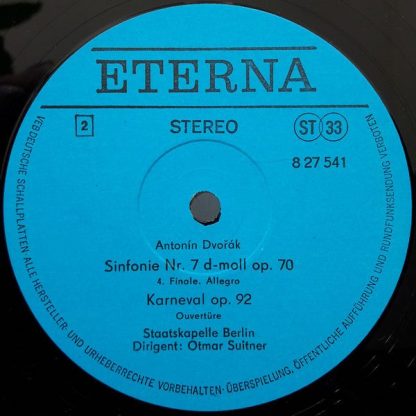 ETERNA
2
STEREO
ST 33
8 27 541
Antonín Dvořák
Sinfonie Nr. 7 d-moll op. 70
4. Finale. Allegro
Karneval op. 92
Ouvertüre
Staatskapelle Berlin
Dirigent: Otmar Suitner
VEB DEUTSCHE SCHALLPLATTEN · ALLE HERSTELLER- UND URHEBERRECHTE VORBEHALTEN · ÜBERSPIELUNG, ÖFFENTLICHE AUFFÜHRUNG UND RUNDFUNKSENDUNG VERBOTEN